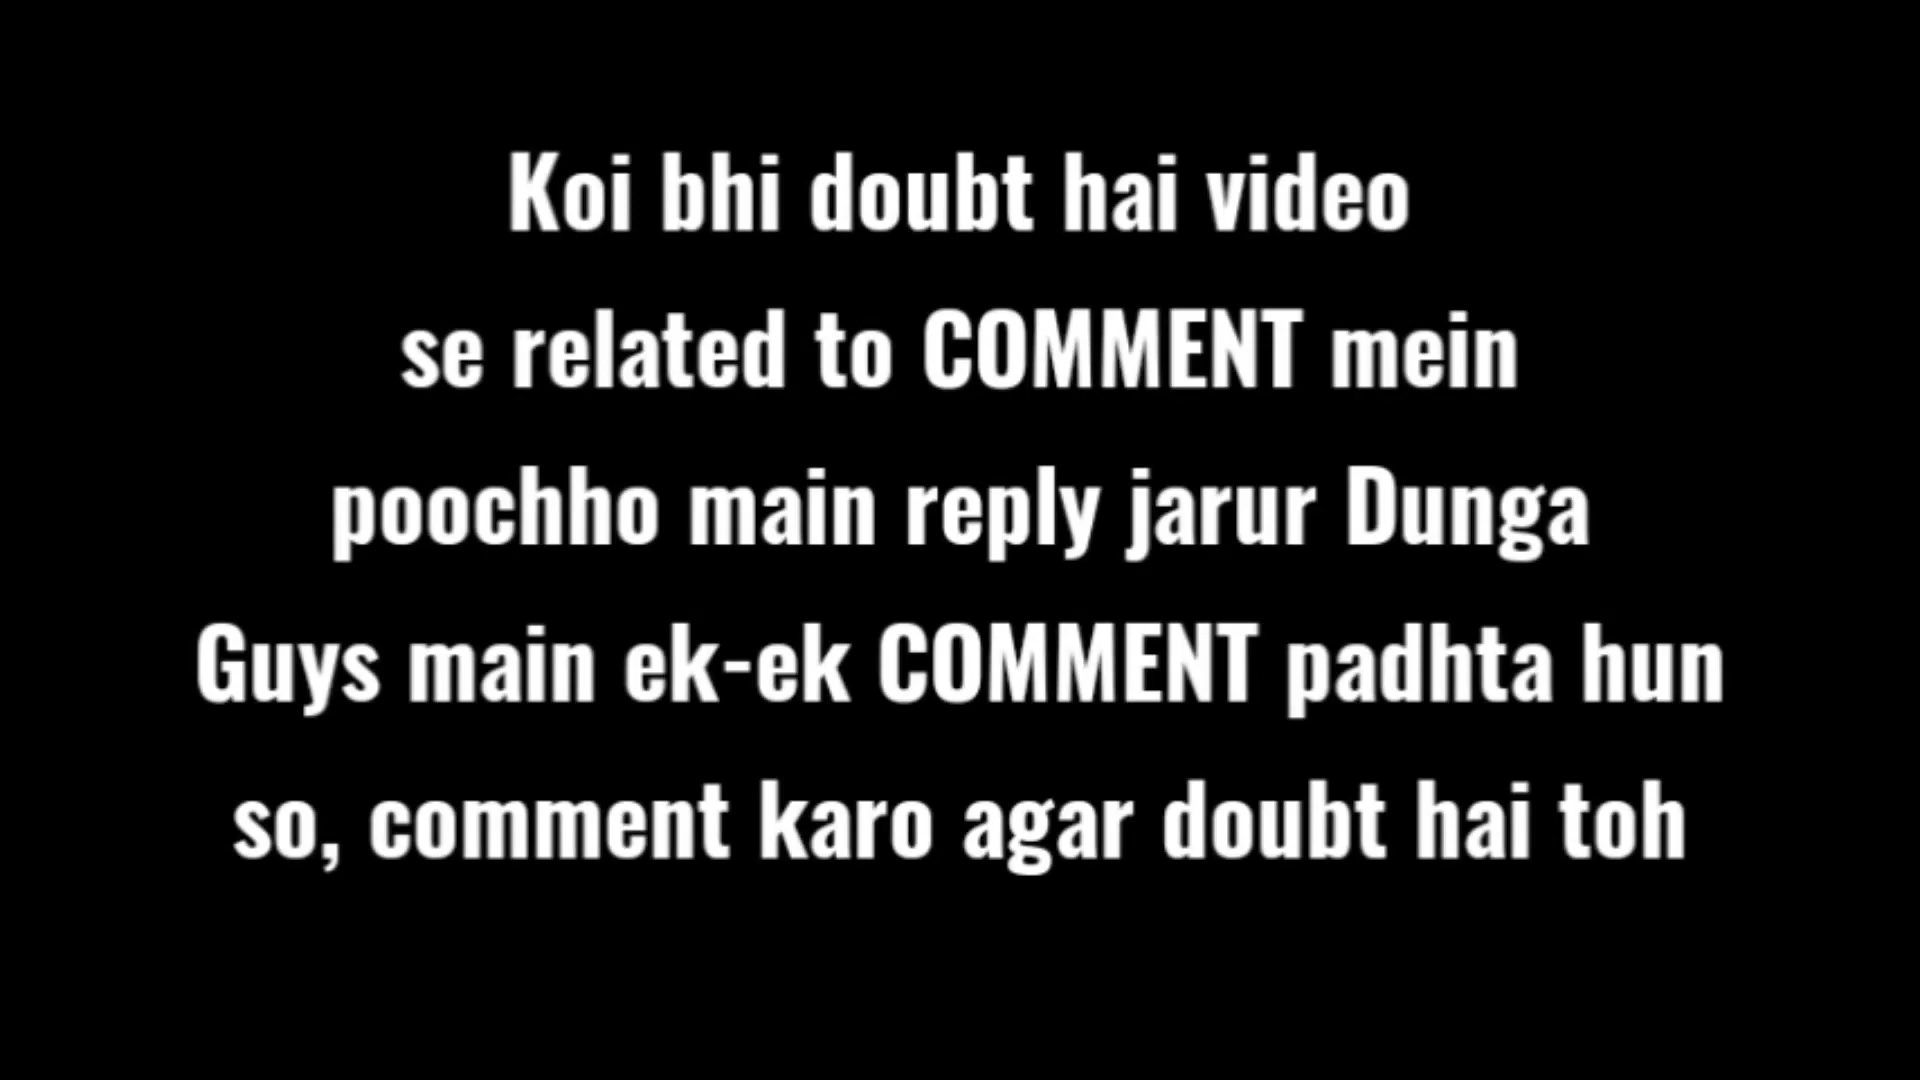 Koi bhi doubt hai video
se related to COMMENT mein
poochho main reply jarur Dunga
Guys main ek-ek COMMENT padhta hun
so, comment karo agar doubt hai toh